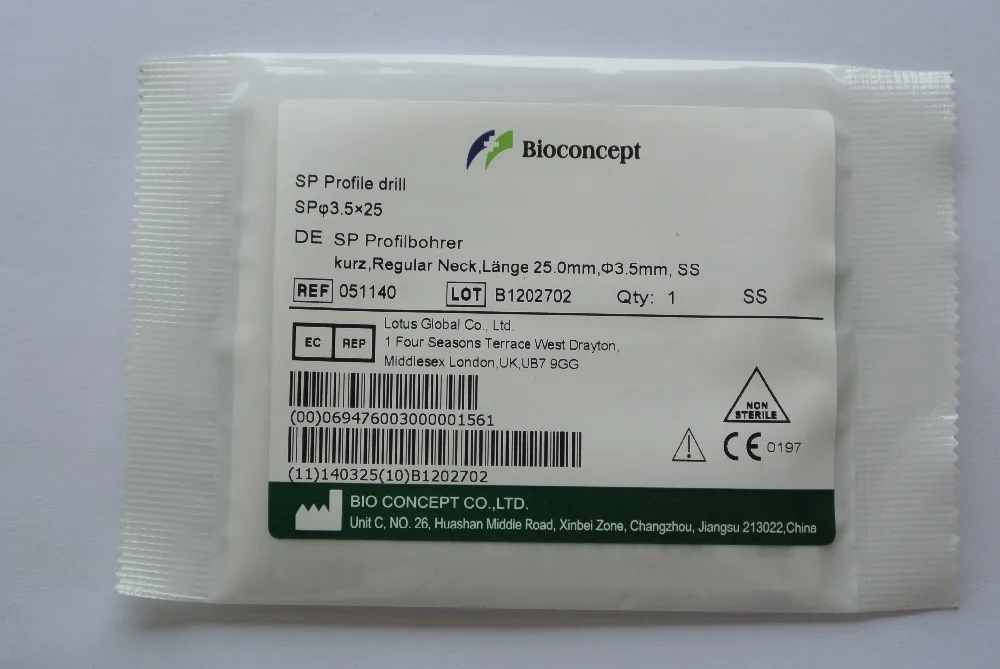 Bioconcept
SP Profile drill
SPφ3.5×25
DE SP Profilbohrer
kurz,Regular Neck,Länge 25.0mm,Φ3.5mm, SS
REF 051140 LOT B1202702 Qty: 1 SS
EC REP
Lotus Global Co., Ltd.
1 Four Seasons Terrace West Drayton,
Middlesex London,UK,UB7 9GG
(00)069476003000001561
(11)140325(10)B1202702
NON
STERILE
CE 0197
BIO CONCEPT CO.,LTD.
Unit C, NO. 26, Huashan Middle Road, Xinbei Zone, Changzhou, Jiangsu 213022,China